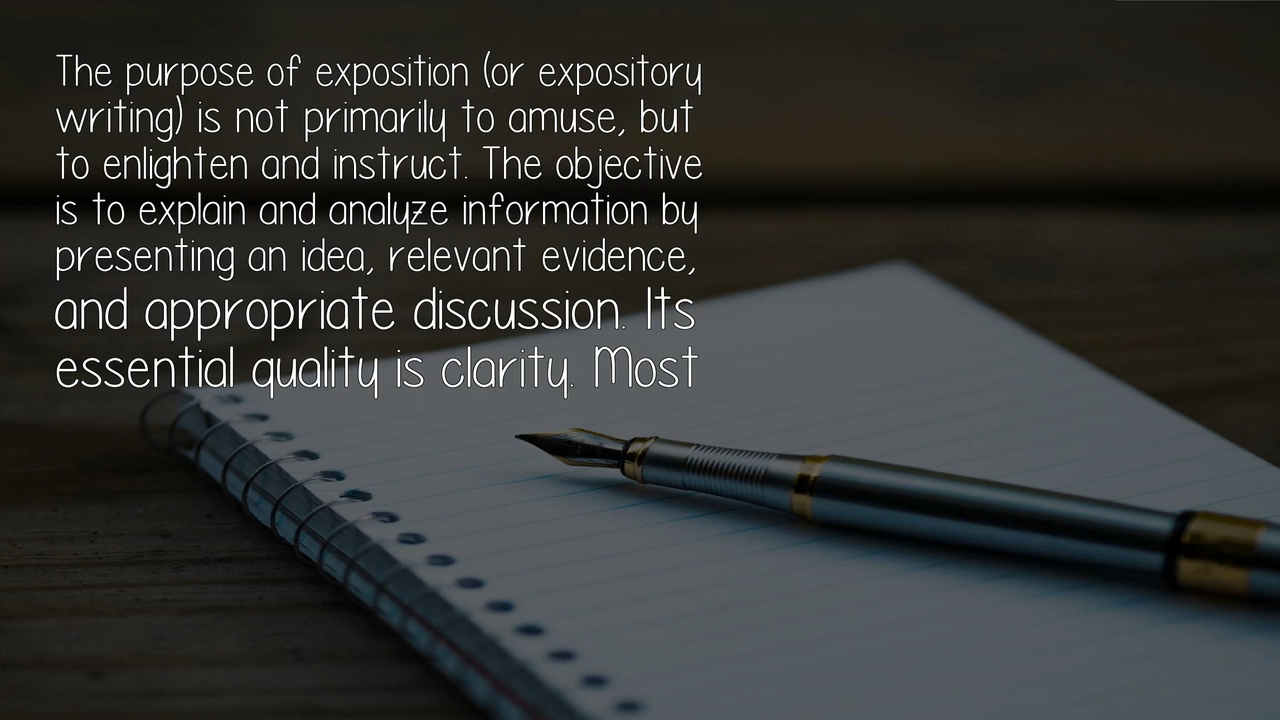 The purpose of exposition (or expository
writing) is not primarily to amuse, but
to enlighten and instruct. The objective
is to explain and analyze information by
presenting an idea, relevant evidence,
and appropriate discussion. Its
essential quality is clarity. Most